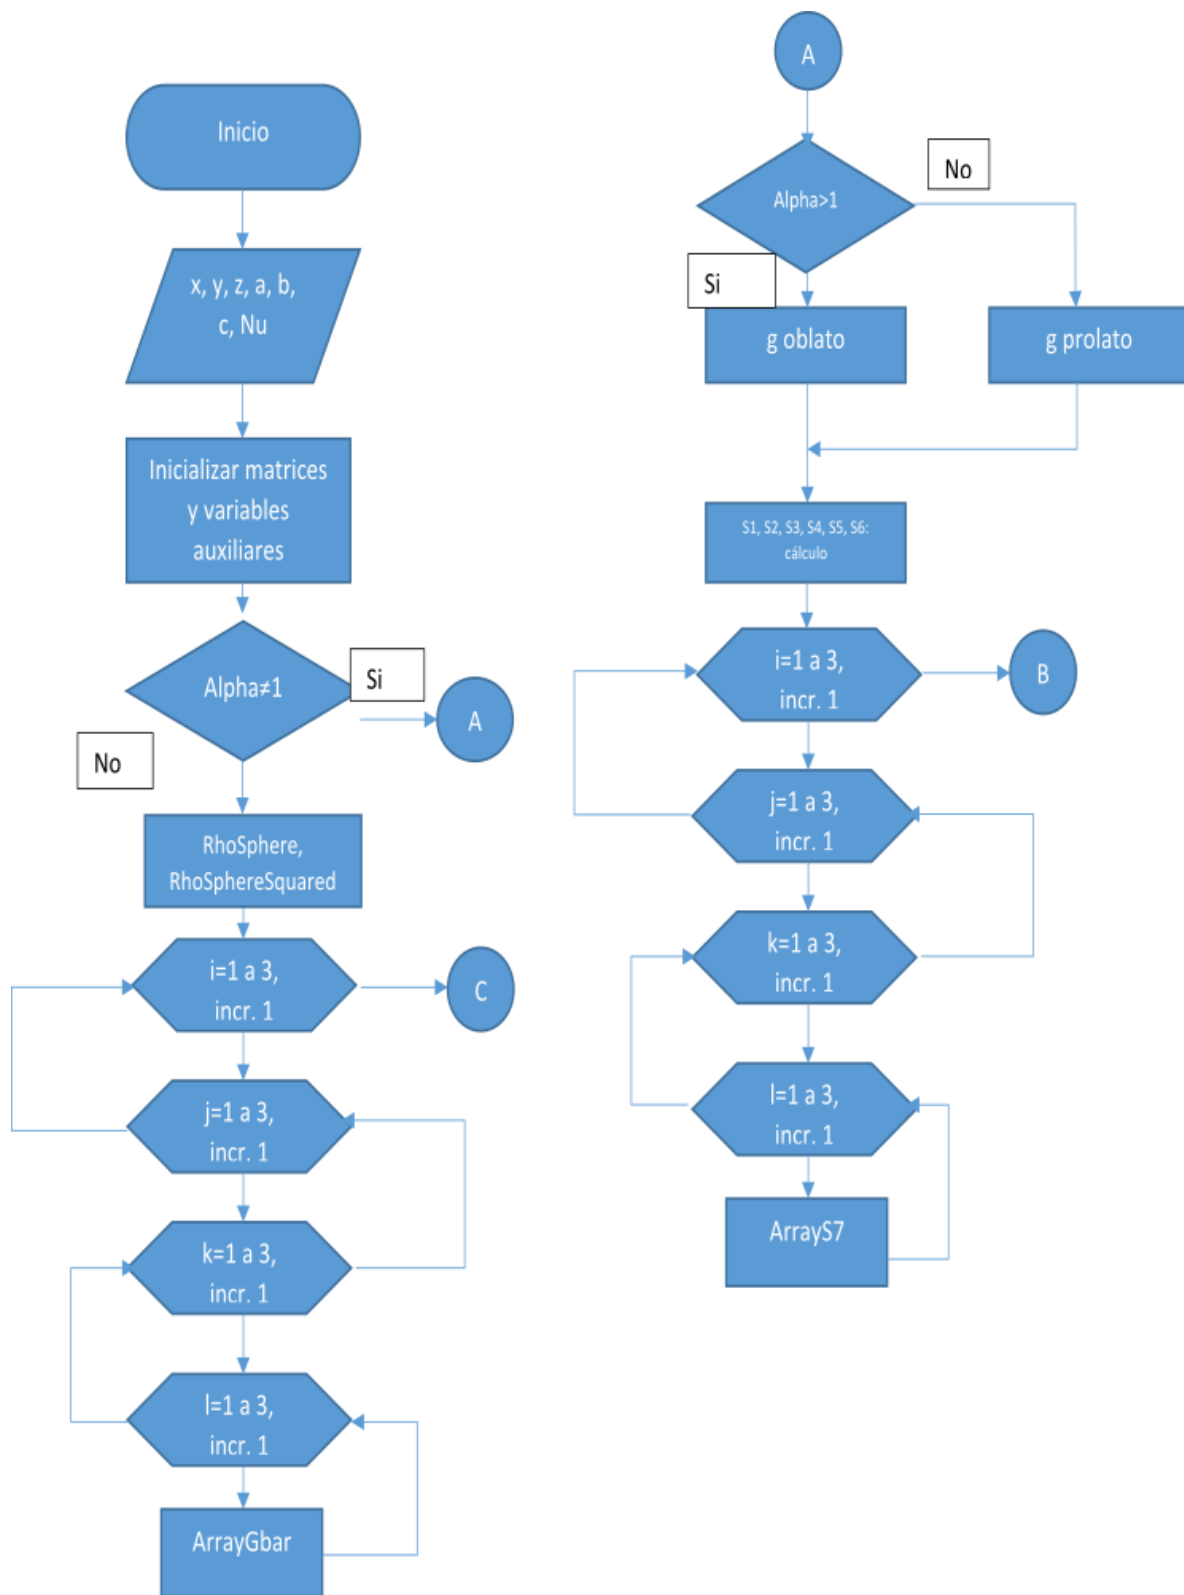 Inicio
x, y, z, a, b,
c, Nu
Inicializar matrices
y variables
auxiliares
Alpha≠1
Si
A
No
RhoSphere,
RhoSphereSquared
i=1 a 3,
incr. 1
C
j=1 a 3,
incr. 1
k=1 a 3,
incr. 1
l=1 a 3,
incr. 1
ArrayGbar
A
Alpha>1
No
Si
g oblato
g prolato
S1, S2, S3, S4, S5, S6:
cálculo
i=1 a 3,
incr. 1
B
j=1 a 3,
incr. 1
k=1 a 3,
incr. 1
l=1 a 3,
incr. 1
ArrayS7